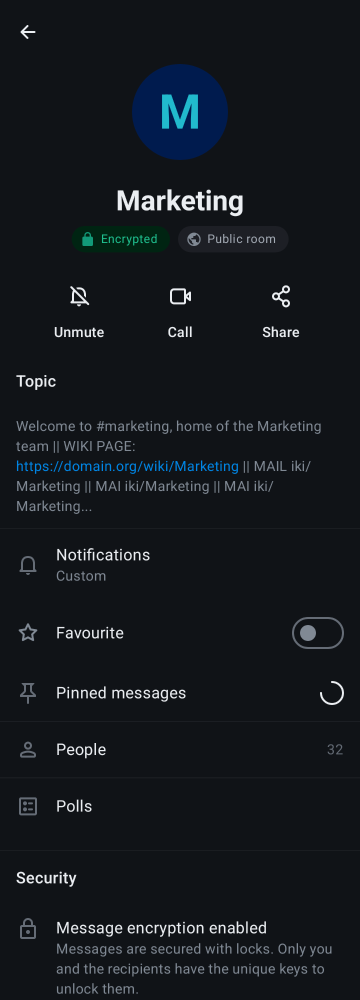 M
Marketing
Encrypted
Public room
Unmute
Call
Share
Topic
Welcome to #marketing, home of the Marketing
team || WIKI PAGE:
https://domain.org/wiki/Marketing || MAIL iki/
Marketing || MAI iki/Marketing || MAI iki/
Marketing...
Notifications
Custom
Favourite
Pinned messages
People 32
Polls
Security
Message encryption enabled
Messages are secured with locks. Only you
and the recipients have the unique keys to
unlock them.